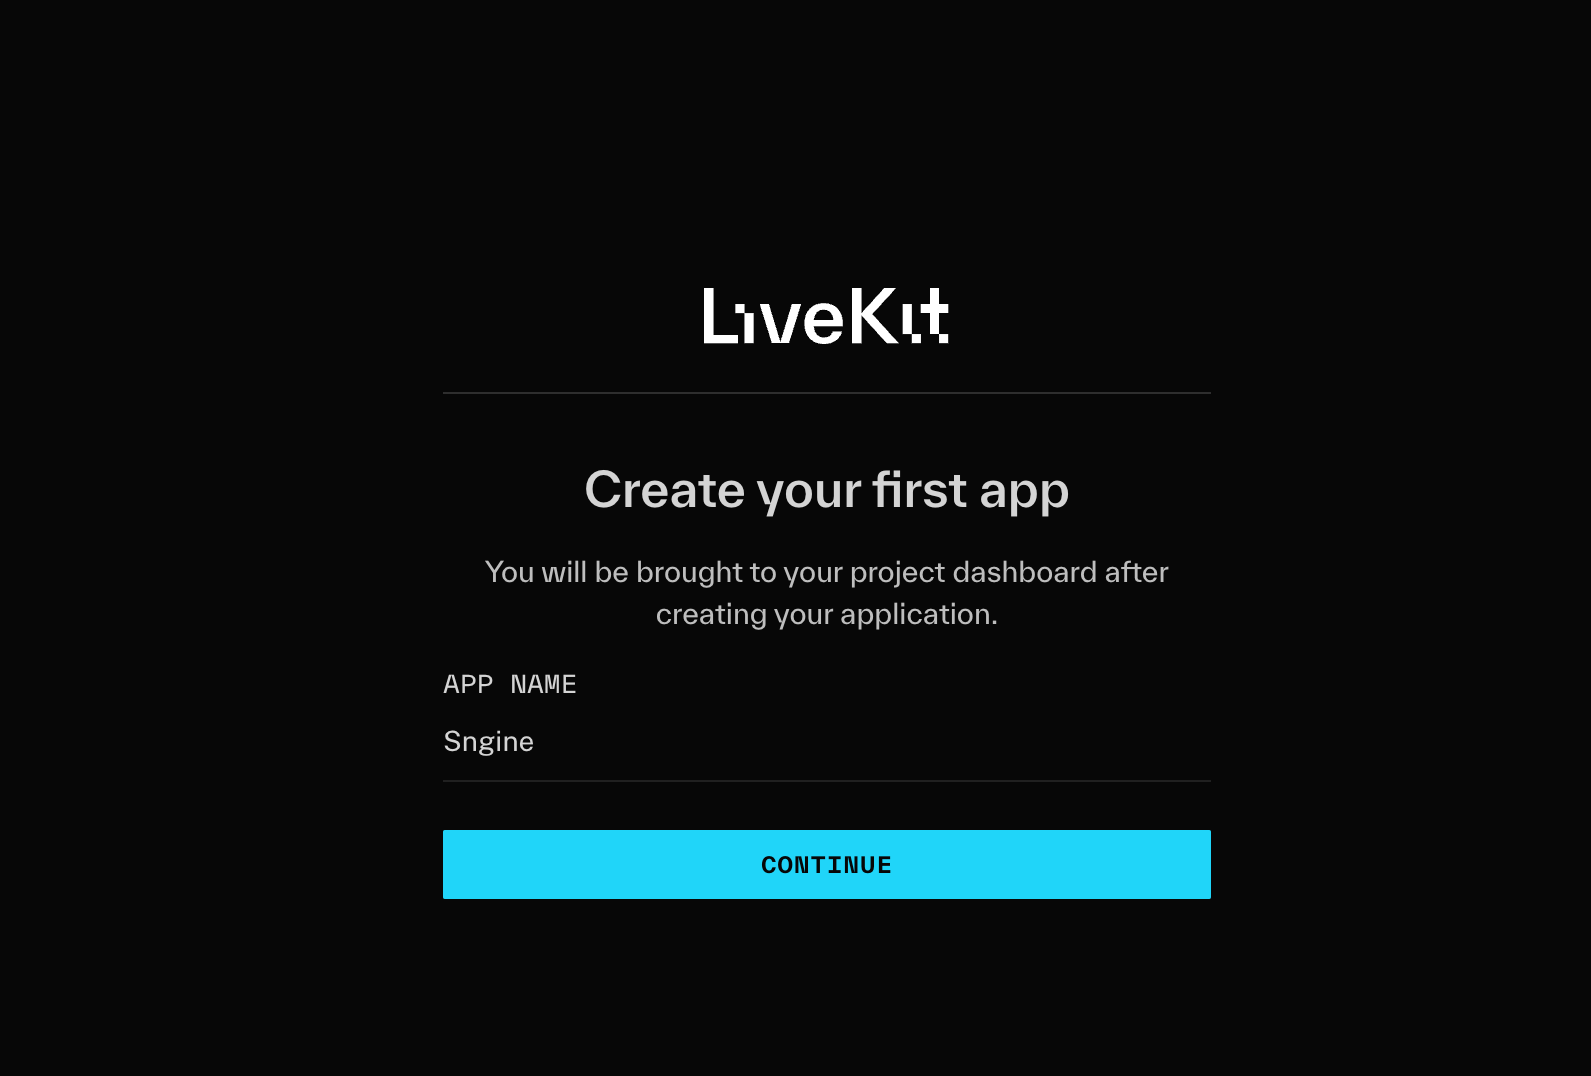 LiveKit
Create your first app
You will be brought to your project dashboard after
creating your application.
APP NAME
Sngine
CONTINUE